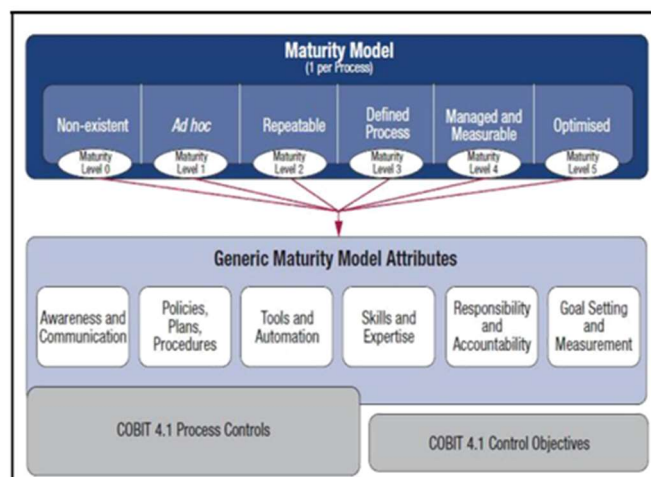 Maturity Model
(1 per Process)
Non-existent
Ad hoc
Repeatable
Defined
Process
Managed and
Measurable
Optimised
Maturity
Level 0
Maturity
Level 1
Maturity
Level 2
Maturity
Level 3
Maturity
Level 4
Maturity
Level 5
Generic Maturity Model Attributes
Awareness and
Communication
Policies,
Plans,
Procedures
Tools and
Automation
Skills and
Expertise
Responsibility
and
Accountability
Goal Setting
and
Measurement
COBIT 4.1 Process Controls
COBIT 4.1 Control Objectives